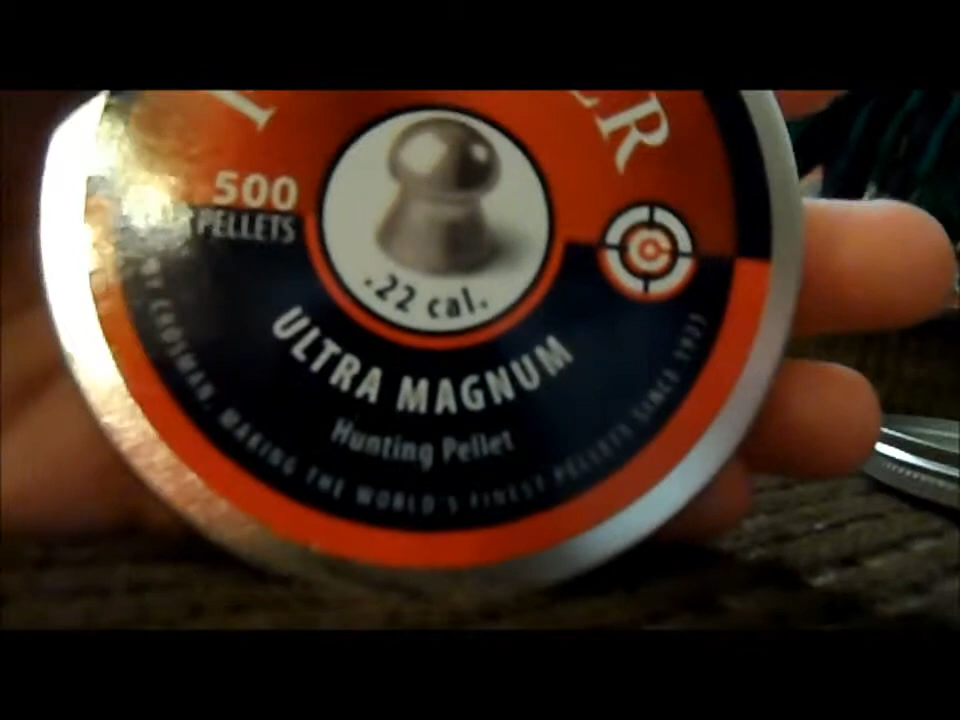 500
PELLETS
.22 cal.
ULTRA MAGNUM
Hunting Pellet
BY CROSMAN, MAKING THE WORLD'S FINEST PELLETS SINCE 1923